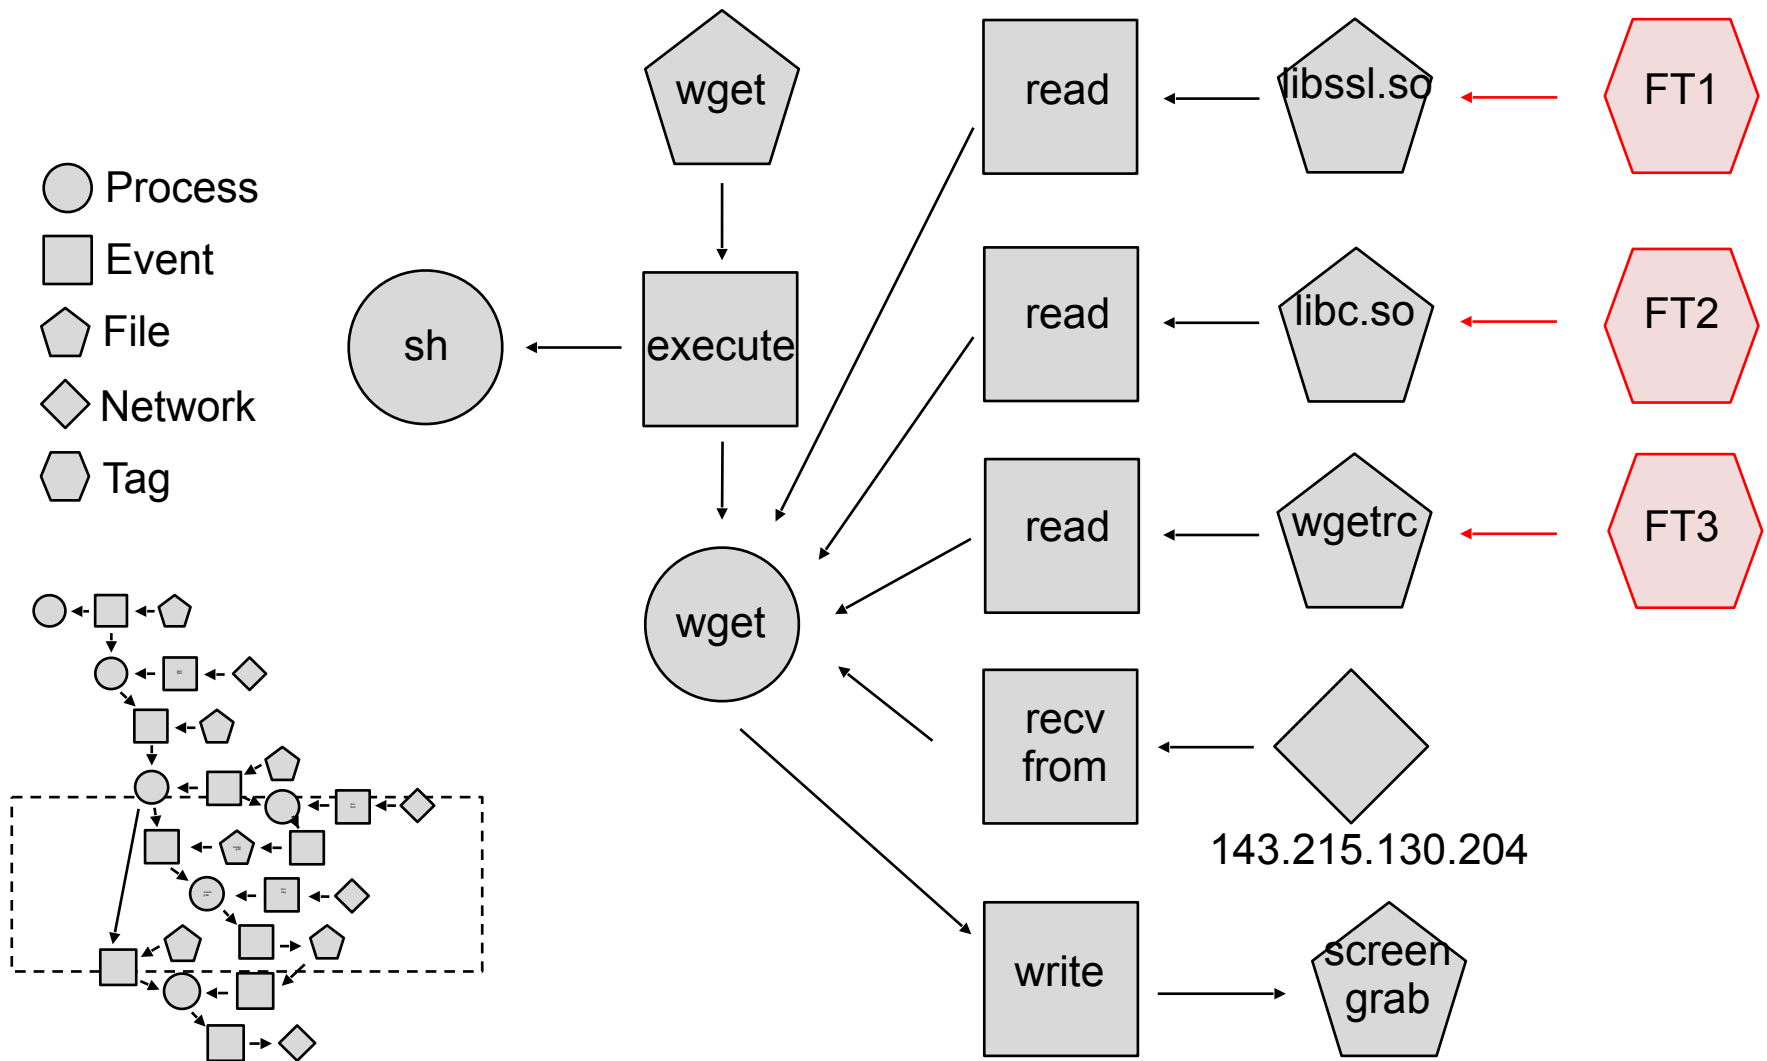 wget
read
libssl.so
FT1
Process
Event
File
Network
Tag
sh
execute
read
libc.so
FT2
read
wgetrc
FT3
wget
recv
from
143.215.130.204
write
screen
grab